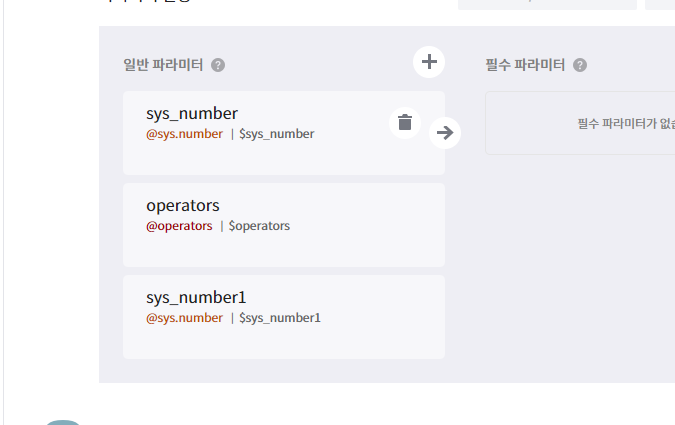 일반 파라미터 ?
필수 파라미터 ?
sys_number
@sys.number | $sys_number
필수 파라미터가 없
operators
@operators | $operators
sys_number1
@sys.number | $sys_number1